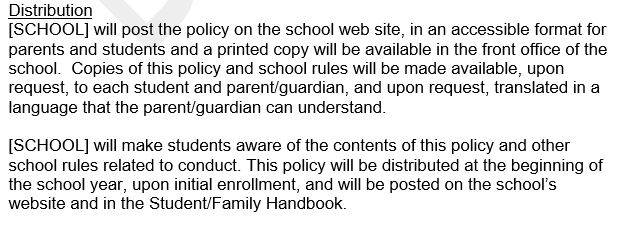 Distribution
[SCHOOL] will post the policy on the school web site, in an accessible format for
parents and students and a printed copy will be available in the front office of the
school.  Copies of this policy and school rules will be made available, upon
request, to each student and parent/guardian, and upon request, translated in a
language that the parent/guardian can understand.

[SCHOOL] will make students aware of the contents of this policy and other
school rules related to conduct. This policy will be distributed at the beginning of
the school year, upon initial enrollment, and will be posted on the school's
website and in the Student/Family Handbook.